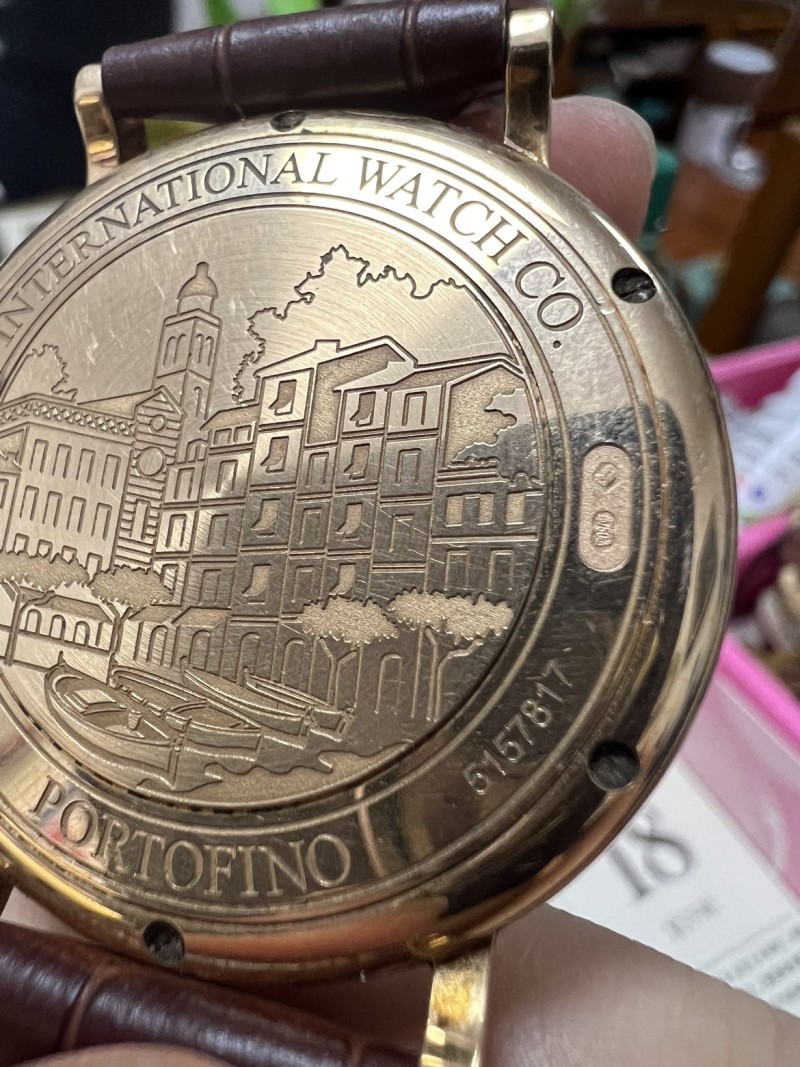 INTERNATIONAL WATCH CO.
5157817
PORTOFINO
18